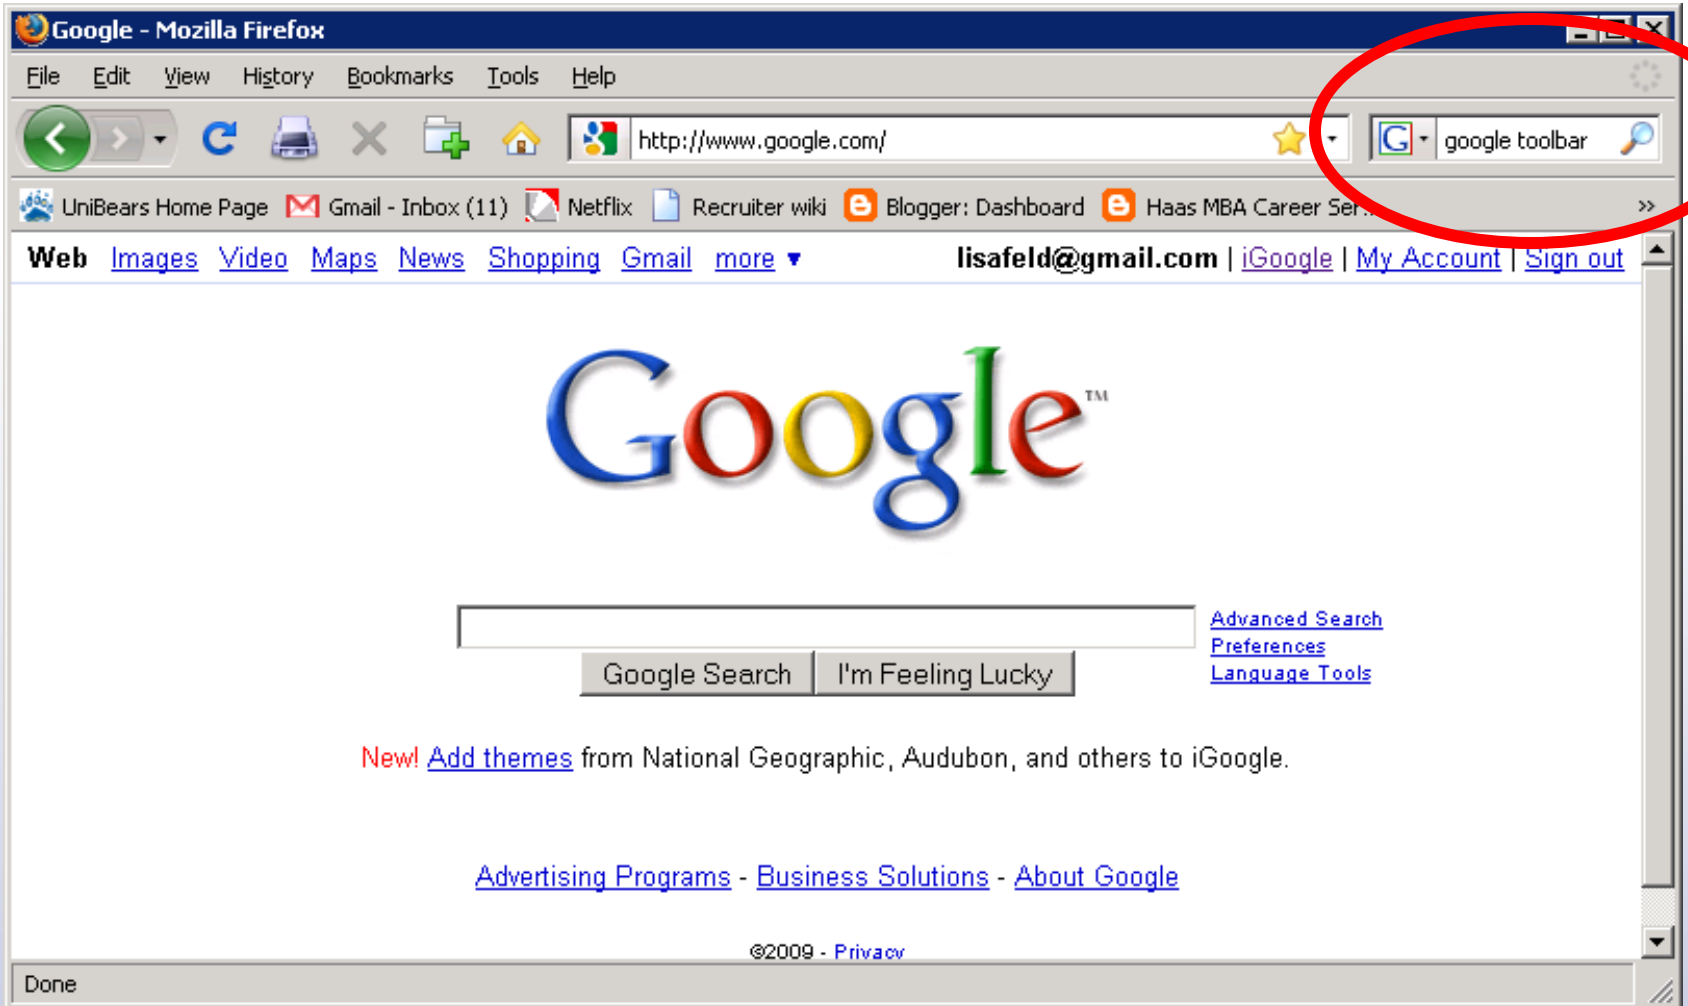 Google - Mozilla Firefox
File Edit View History Bookmarks Tools Help
http://www.google.com/ G google toolbar
UniBears Home Page Gmail - Inbox (11) Netflix Recruiter wiki Blogger: Dashboard Haas MBA Career Ser... »
Web Images Video Maps News Shopping Gmail more ▼ lisafeld@gmail.com | iGoogle | My Account | Sign out
Google™
Advanced Search
Preferences
Google Search I'm Feeling Lucky Language Tools
New! Add themes from National Geographic, Audubon, and others to iGoogle.
Advertising Programs - Business Solutions - About Google
©2009 - Privacy
Done